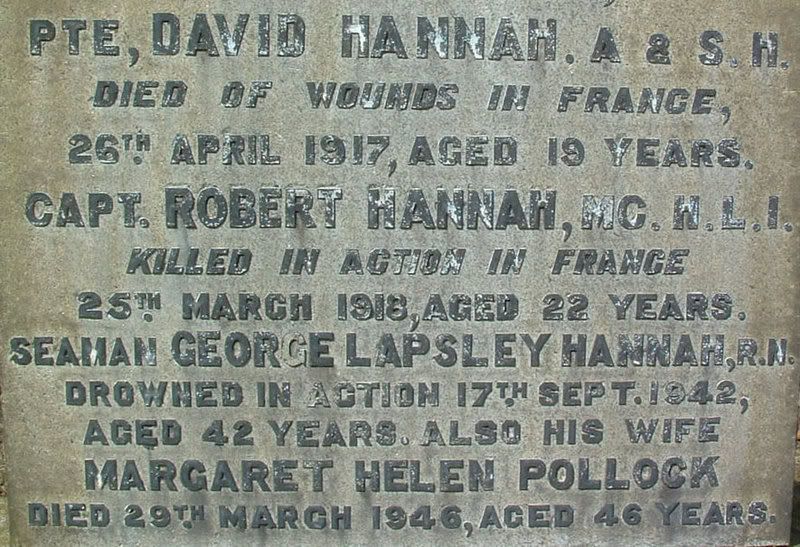 PTE, DAVID HANNAH. A & S. H.
DIED OF WOUNDS IN FRANCE,
26TH. APRIL 1917, AGED 19 YEARS.
CAPT. ROBERT HANNAH, MC. H.L.I.
KILLED IN ACTION IN FRANCE
25TH. MARCH 1918, AGED 22 YEARS.
SEAMAN GEORGE LAPSLEY HANNAH, R.N.
DROWNED IN ACTION 17TH. SEPT. 1942,
AGED 42 YEARS. ALSO HIS WIFE
MARGARET HELEN POLLOCK
DIED 29TH. MARCH 1946, AGED 46 YEARS.